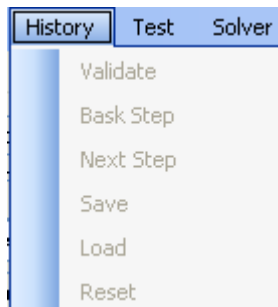 History Test Solver
Validate
Bask Step
Next Step
Save
Load
Reset